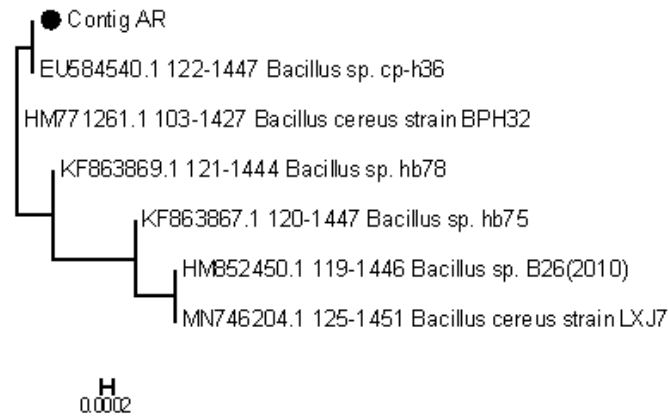 Contig AR
EU584540.1 122-1447 Bacillus sp. cp-h36
HM771261.1 103-1427 Bacillus cereus strain BPH32
KF863869.1 121-1444 Bacillus sp. hb78
KF863867.1 120-1447 Bacillus sp. hb75
HM852450.1 119-1446 Bacillus sp. B26(2010)
MN746204.1 125-1451 Bacillus cereus strain LXJ7
0.0002